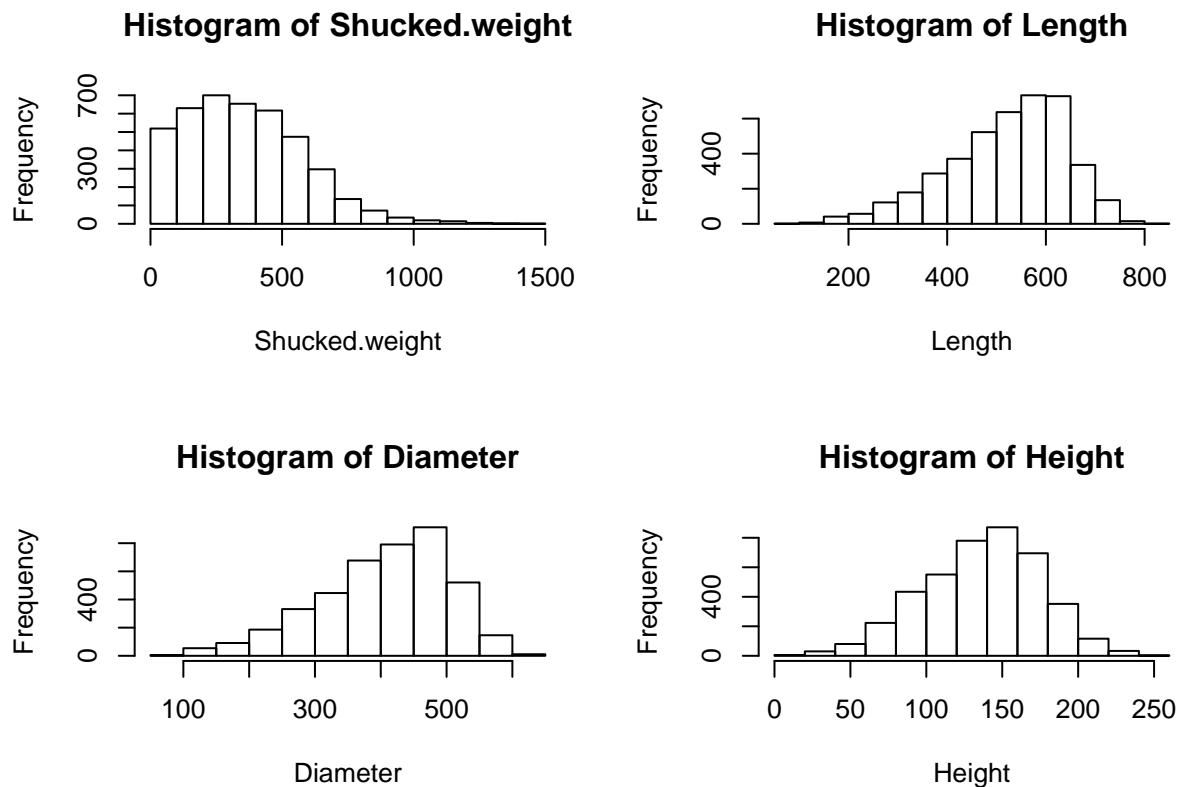 Histogram of Shucked.weight
Frequency
0 300 700
0 500 1000 1500
Shucked.weight
Histogram of Length
Frequency
0 400
200 400 600 800
Length
Histogram of Diameter
Frequency
0 400
100 300 500
Diameter
Histogram of Height
Frequency
0 400
0 50 100 150 200 250
Height